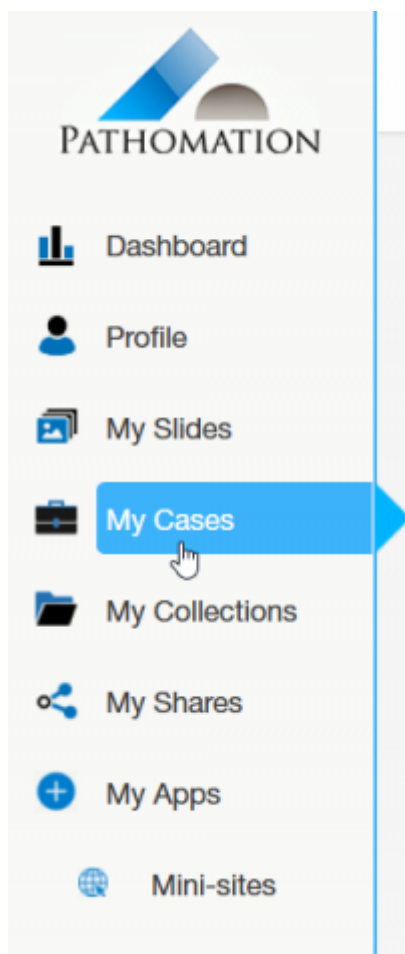 PATHOMATION
Dashboard
Profile
My Slides
My Cases
My Collections
My Shares
My Apps
Mini-sites